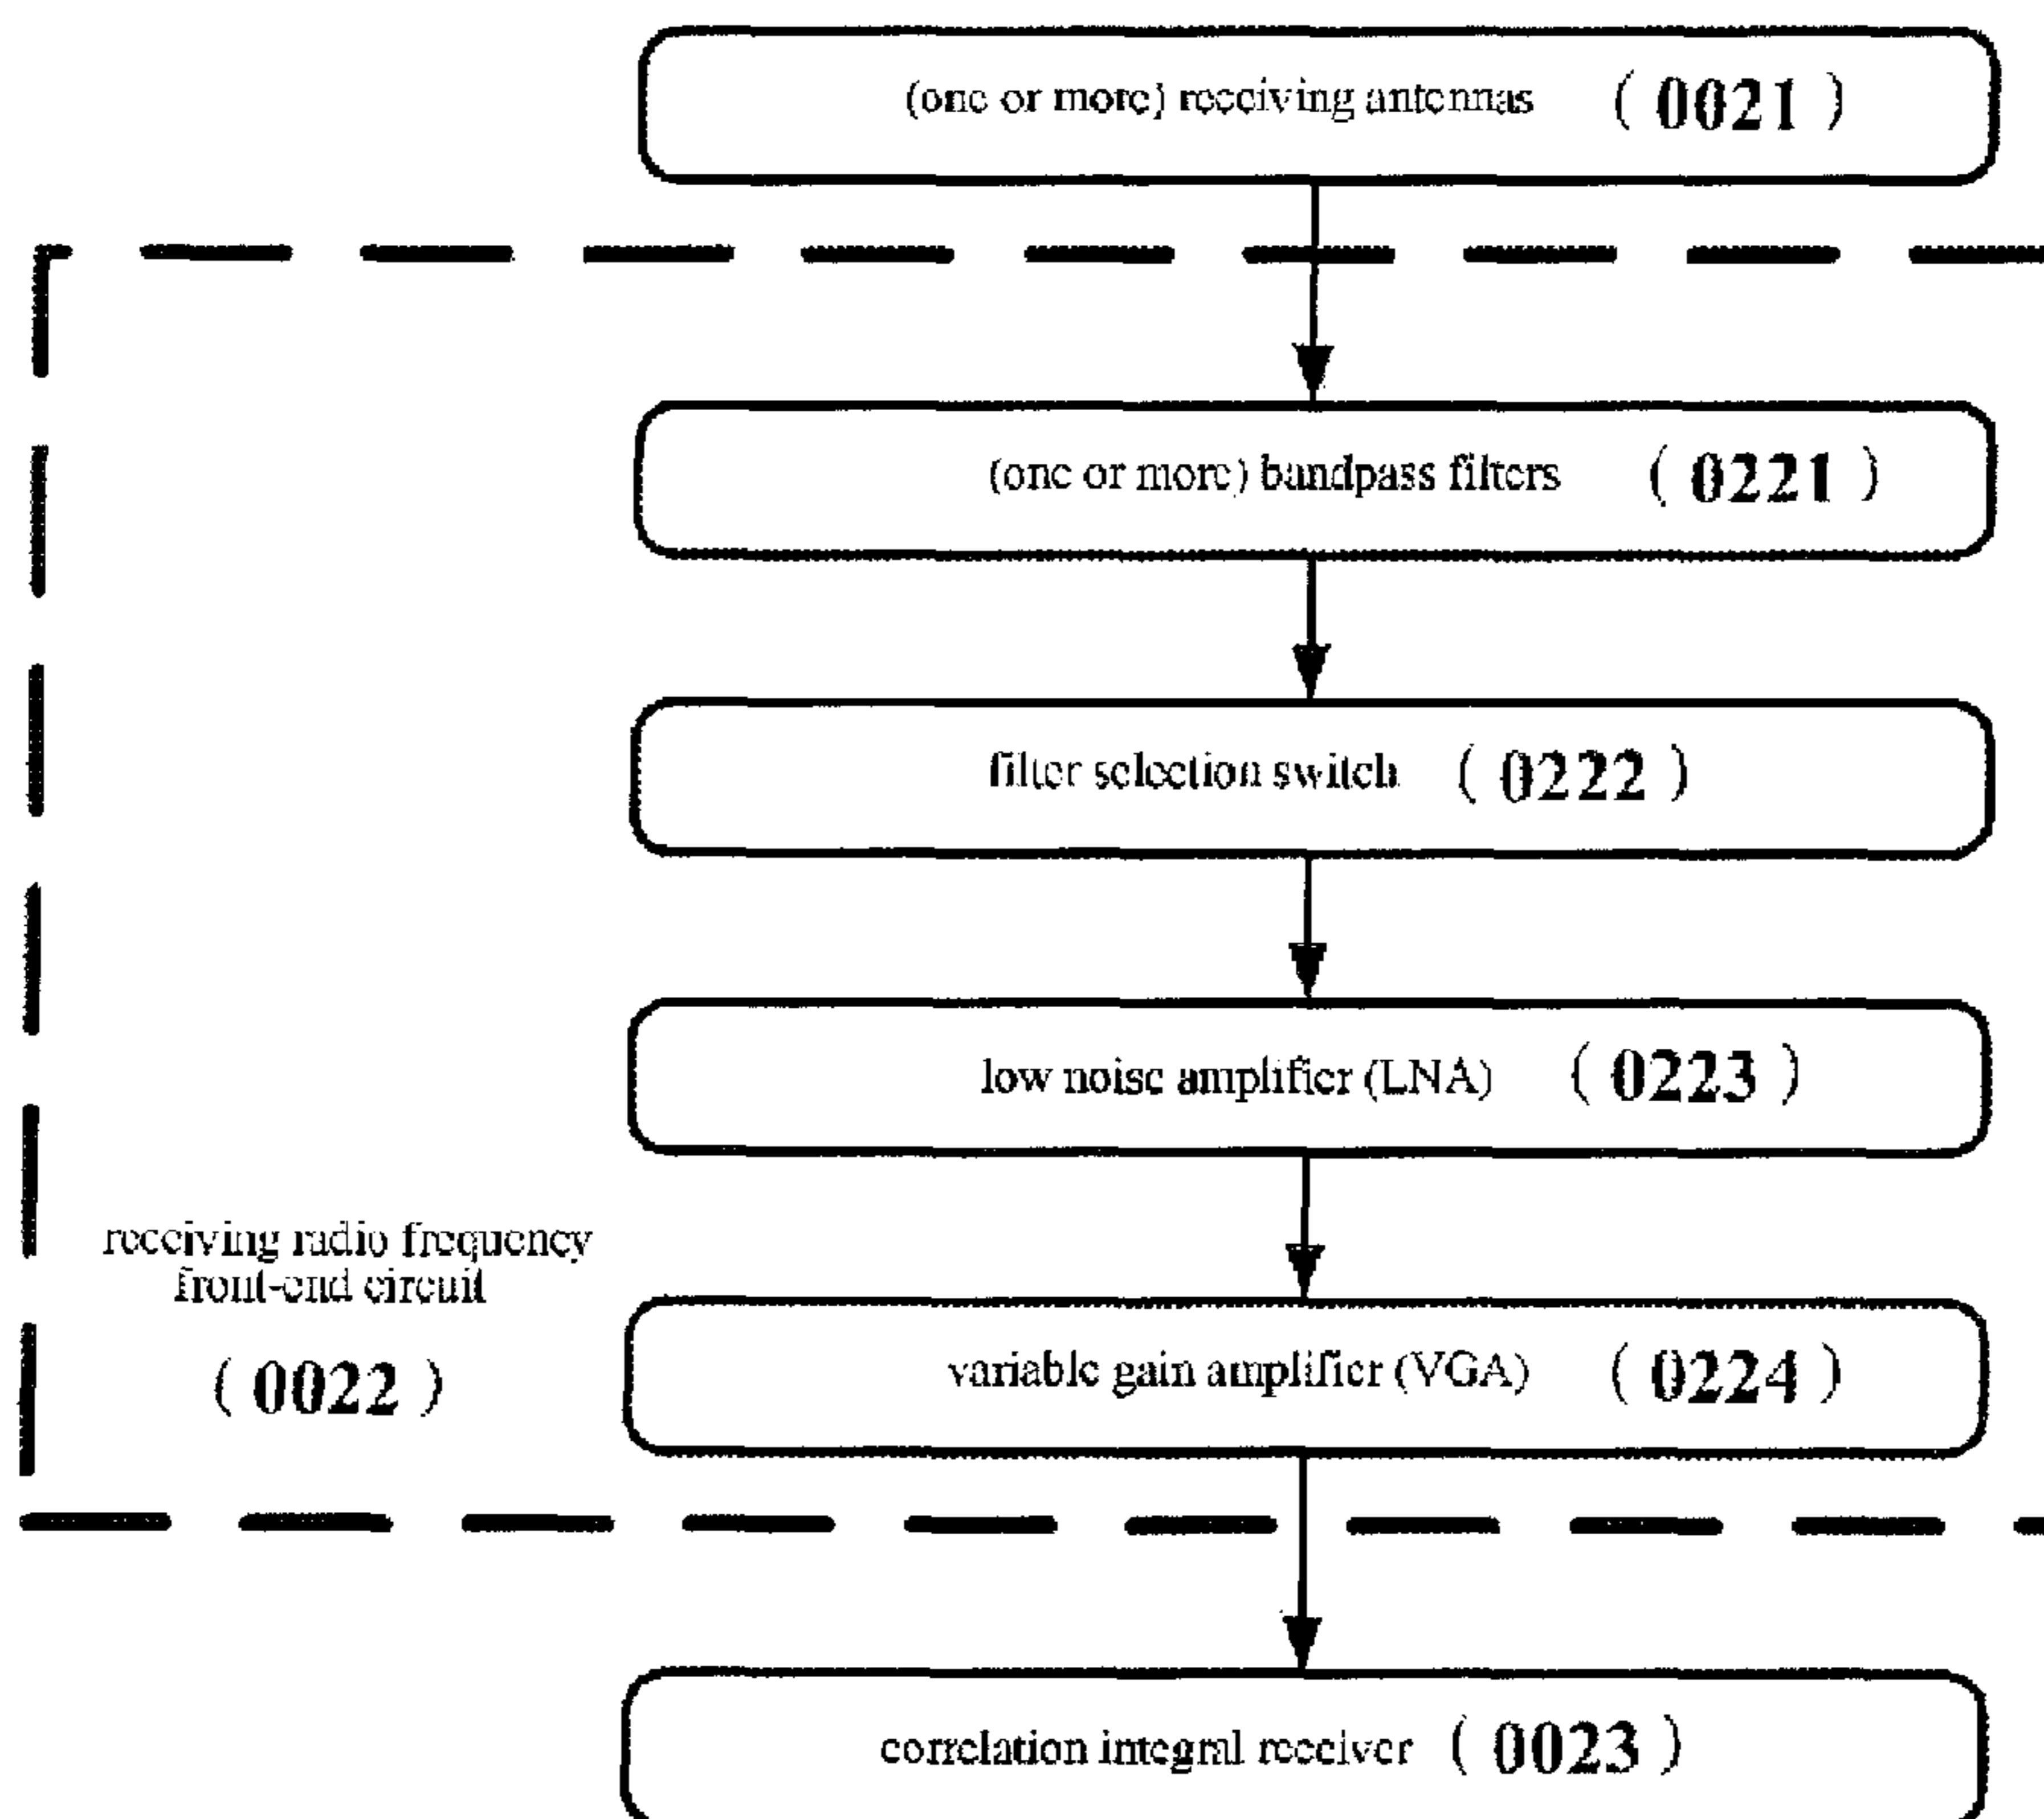 (one or more) receiving antennas ( 0021 )
(one or more) bandpass filters ( 0221 )
filter selection switch ( 0222 )
low noise amplifier (LNA) ( 0223 )
receiving radio frequency
front-end circuit
( 0022 )
variable gain amplifier (VGA) ( 0224 )
correlation integral receiver ( 0023 )